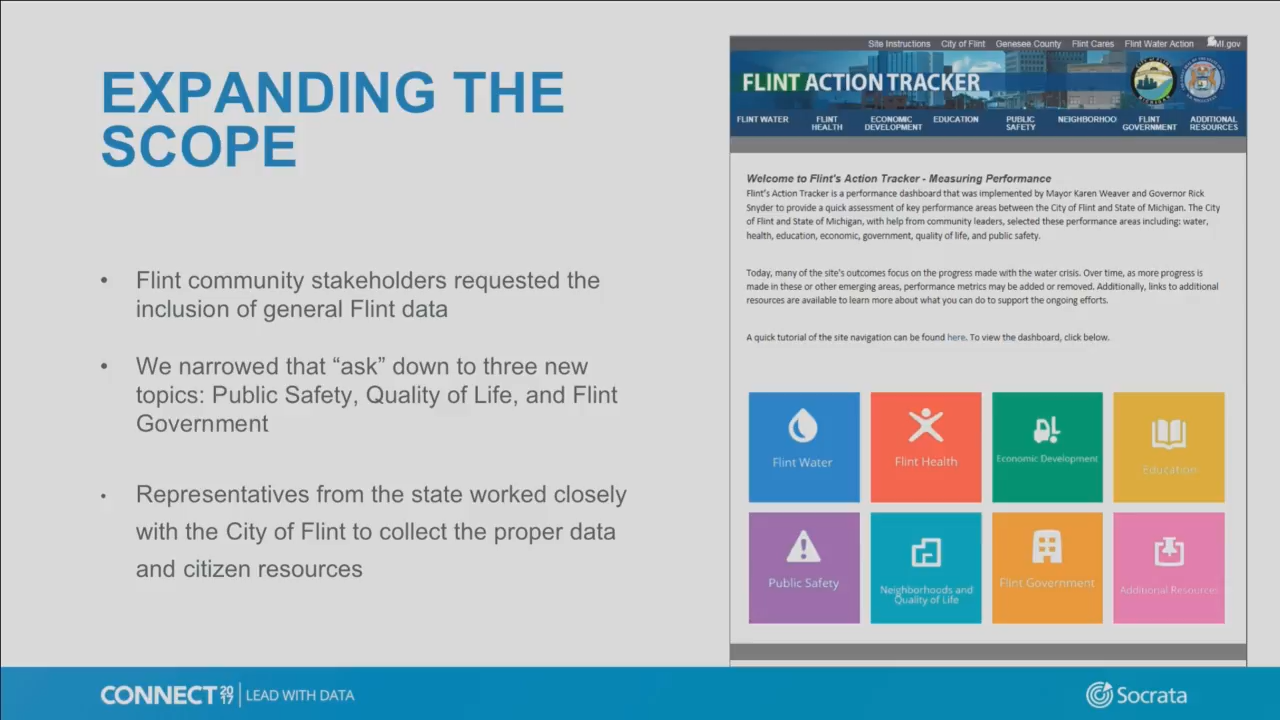 EXPANDING THE
SCOPE
• Flint community stakeholders requested the
inclusion of general Flint data
• We narrowed that “ask” down to three new
topics: Public Safety, Quality of Life, and Flint
Government
• Representatives from the state worked closely
with the City of Flint to collect the proper data
and citizen resources
Site Instructions City of Flint Genesee County Flint Cares Flint Water Action MI.gov
FLINT ACTION TRACKER
FLINT WATER
FLINT
HEALTH
ECONOMIC
DEVELOPMENT
EDUCATION
PUBLIC
SAFETY
NEIGHBORHOO
FLINT
GOVERNMENT
ADDITIONAL
RESOURCES
Welcome to Flint's Action Tracker - Measuring Performance
Flint's Action Tracker is a performance dashboard that was implemented by Mayor Karen Weaver and Governor Rick
Snyder to provide a quick assessment of key performance areas between the City of Flint and State of Michigan. The City
of Flint and State of Michigan, with help from community leaders, selected these performance areas including: water,
health, education, economic, government, quality of life, and public safety.
Today, many of the site's outcomes focus on the progress made with the water crisis. Over time, as more progress is
made in these or other emerging areas, performance metrics may be added or removed. Additionally, links to additional
resources are available to learn more about what you can do to support the ongoing efforts.
A quick tutorial of the site navigation can be found here. To view the dashboard, click below.
Flint Water
Flint Health
Economic Development
Education
Public Safety
Neighborhoods and
Quality of Life
Flint Government
Additional Resources
CONNECT 2017 | LEAD WITH DATA
Socrata